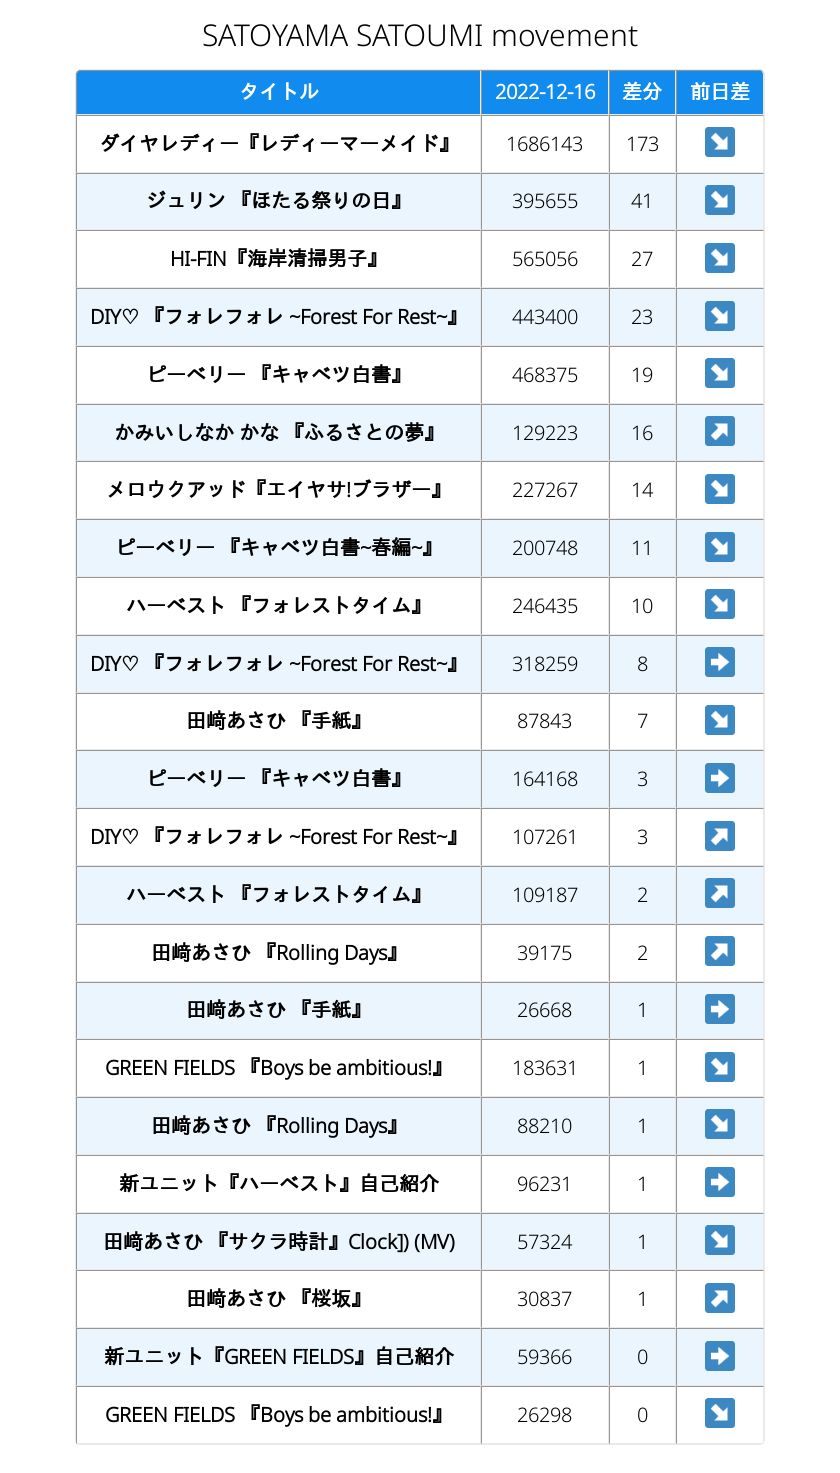 SATOYAMA SATOUMI movement
タイトル 2022-12-16 差分 前日差
ダイヤレディー『レディーマーメイド』 1686143 173 ↘
ジュリン 『ほたる祭りの日』 395655 41 ↘
HI-FIN『海岸清掃男子』 565056 27 ↘
DIY♡ 『フォレフォレ ~Forest For Rest~』 443400 23 ↘
ピーベリー 『キャベツ白書』 468375 19 ↘
かみいしなか かな 『ふるさとの夢』 129223 16 ↗
メロウクアッド『エイヤサ!ブラザー』 227267 14 ↘
ピーベリー 『キャベツ白書~春編~』 200748 11 ↘
ハーベスト 『フォレストタイム』 246435 10 ↘
DIY♡ 『フォレフォレ ~Forest For Rest~』 318259 8 ➡
田﨑あさひ 『手紙』 87843 7 ↘
ピーベリー 『キャベツ白書』 164168 3 ➡
DIY♡ 『フォレフォレ ~Forest For Rest~』 107261 3 ↗
ハーベスト 『フォレストタイム』 109187 2 ↗
田﨑あさひ 『Rolling Days』 39175 2 ↗
田﨑あさひ 『手紙』 26668 1 ➡
GREEN FIELDS 『Boys be ambitious!』 183631 1 ↘
田﨑あさひ 『Rolling Days』 88210 1 ↘
新ユニット『ハーベスト』自己紹介 96231 1 ➡
田﨑あさひ 『サクラ時計』Clock]) (MV) 57324 1 ↘
田﨑あさひ 『桜坂』 30837 1 ↗
新ユニット『GREEN FIELDS』自己紹介 59366 0 ➡
GREEN FIELDS 『Boys be ambitious!』 26298 0 ↘